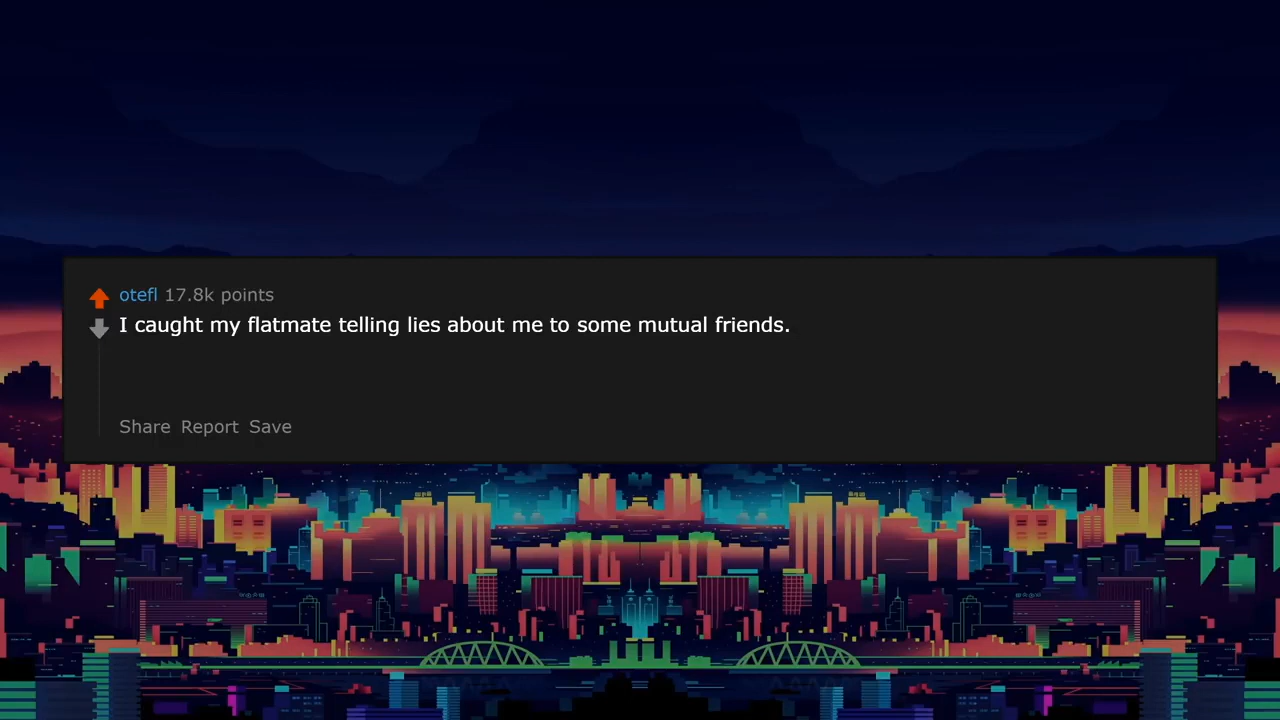 otefl 17.8k points
I caught my flatmate telling lies about me to some mutual friends.
Share Report Save